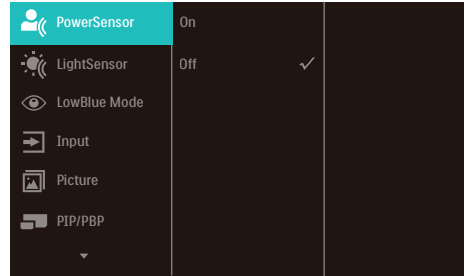 PowerSensor
On
LightSensor
Off
LowBlue Mode
Input
Picture
PIP/PBP